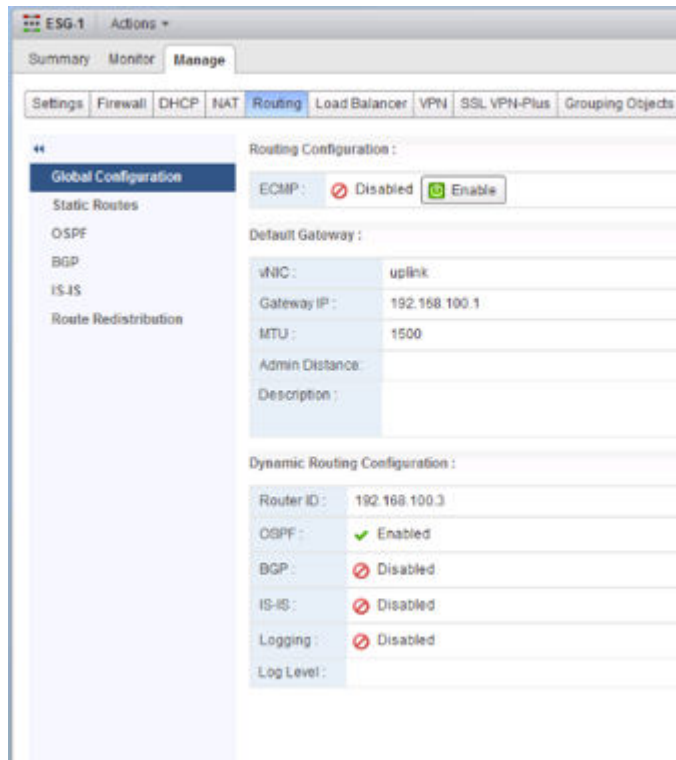 ESG-1 Actions
Summary Monitor Manage
Settings Firewall DHCP NAT Routing Load Balancer VPN SSL VPN-Plus Grouping Objects
Global Configuration
Static Routes
OSPF
BGP
IS-IS
Route Redistribution
Routing Configuration :
ECMP : Disabled Enable
Default Gateway :
vNIC : uplink
Gateway IP : 192.168.100.1
MTU : 1500
Admin Distance:
Description :
Dynamic Routing Configuration :
Router ID : 192.168.100.3
OSPF : Enabled
BGP : Disabled
IS-IS : Disabled
Logging : Disabled
Log Level :